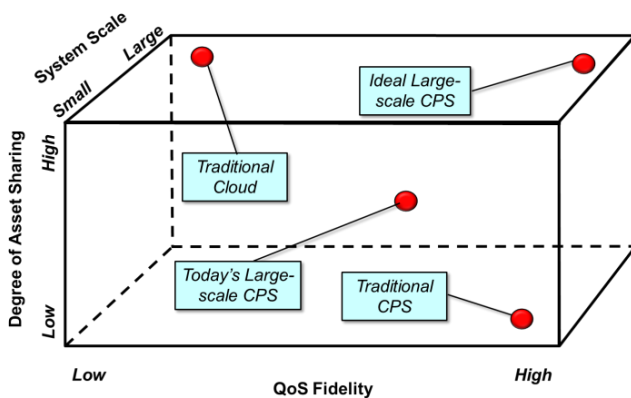 System Scale
Large
Small
Ideal Large-
scale CPS
High
Traditional
Cloud
Degree of Asset Sharing
Today's Large-
scale CPS
Traditional
CPS
Low
Low
High
QoS Fidelity